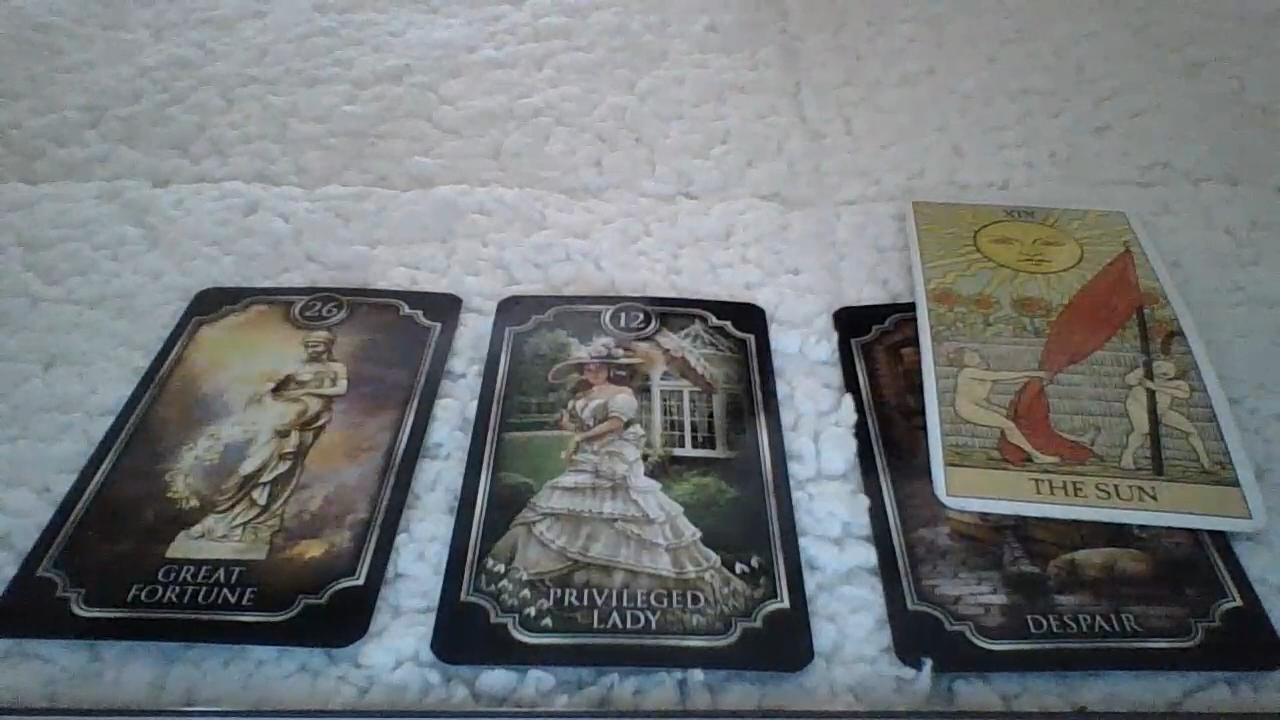 26
GREAT
FORTUNE
12
PRIVILEGED
LADY
XIX
THE SUN
DESPAIR